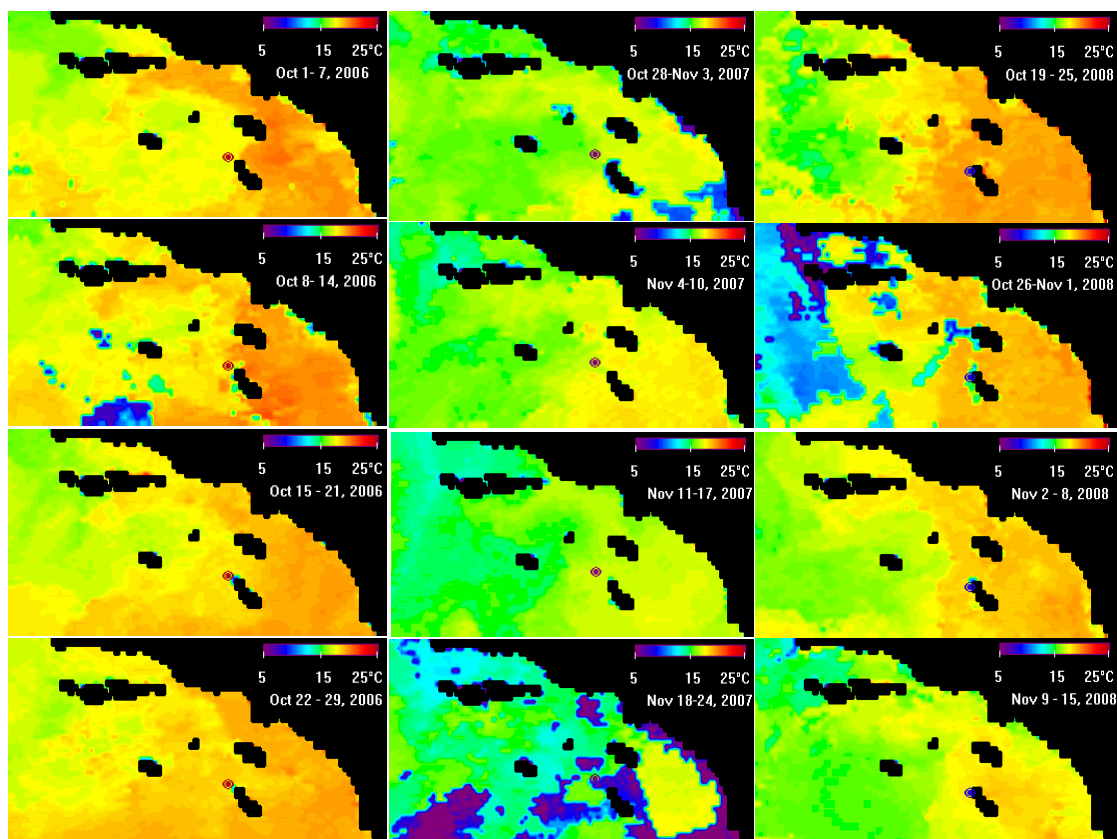 5 15 25°C
Oct 1- 7, 2006
5 15 25°C
Oct 28-Nov 3, 2007
5 15 25°C
Oct 19 - 25, 2008
5 15 25°C
Oct 8- 14, 2006
5 15 25°C
Nov 4-10, 2007
5 15 25°C
Oct 26-Nov 1, 2008
5 15 25°C
Oct 15 - 21, 2006
5 15 25°C
Nov 11-17, 2007
5 15 25°C
Nov 2 - 8, 2008
5 15 25°C
Oct 22 - 29, 2006
5 15 25°C
Nov 18-24, 2007
5 15 25°C
Nov 9 - 15, 2008